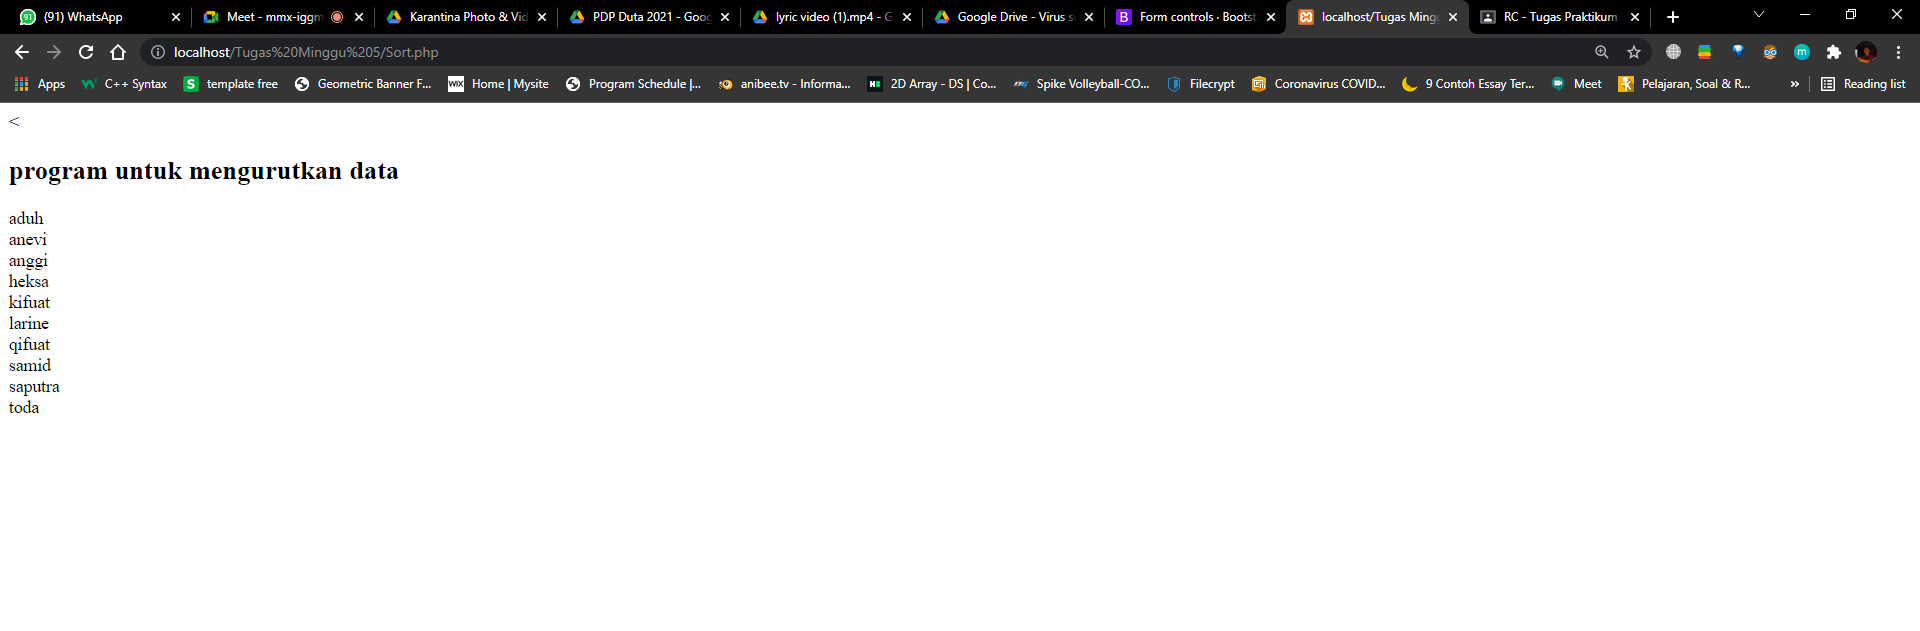 (91) WhatsApp
Meet - mmx-iggm
Karantina Photo & Vid
PDP Duta 2021 - Goog
lyric video (1).mp4 - G
Google Drive - Virus s
Form controls · Bootst
localhost/Tugas Mingg
RC - Tugas Praktikum
localhost/Tugas%20Minggu%205/Sort.php
Apps
C++ Syntax
template free
Geometric Banner F...
Home | Mysite
Program Schedule |...
anibee.tv - Informa...
2D Array - DS | Co...
Spike Volleyball-CO...
Filecrypt
Coronavirus COVID...
9 Contoh Essay Ter...
Meet
Pelajaran, Soal & R...
»
Reading list
<
program untuk mengurutkan data
aduh
anevi
anggi
heksa
kifuat
larine
qifuat
samid
saputra
toda